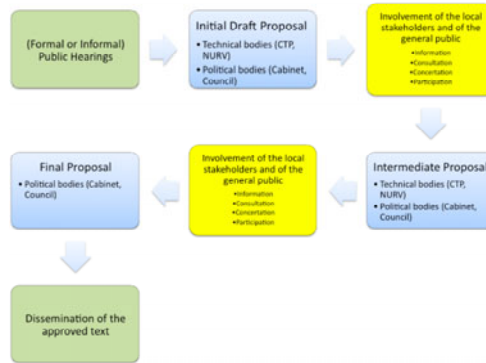 (Formal or Informal)
Public Hearings
Initial Draft Proposal
• Technical bodies (CTP,
NURV)
• Political bodies (Cabinet,
Council)
Involvement of the local
stakeholders and of the
general public
•Information
•Consultation
•Concertation
•Participation
Intermediate Proposal
• Technical bodies (CTP,
NURV)
• Political bodies (Cabinet,
Council)
Involvement of the local
stakeholders and of the
general public
•Information
•Consultation
•Concertation
•Participation
Final Proposal
• Political bodies (Cabinet,
Council)
Dissemination of the
approved text